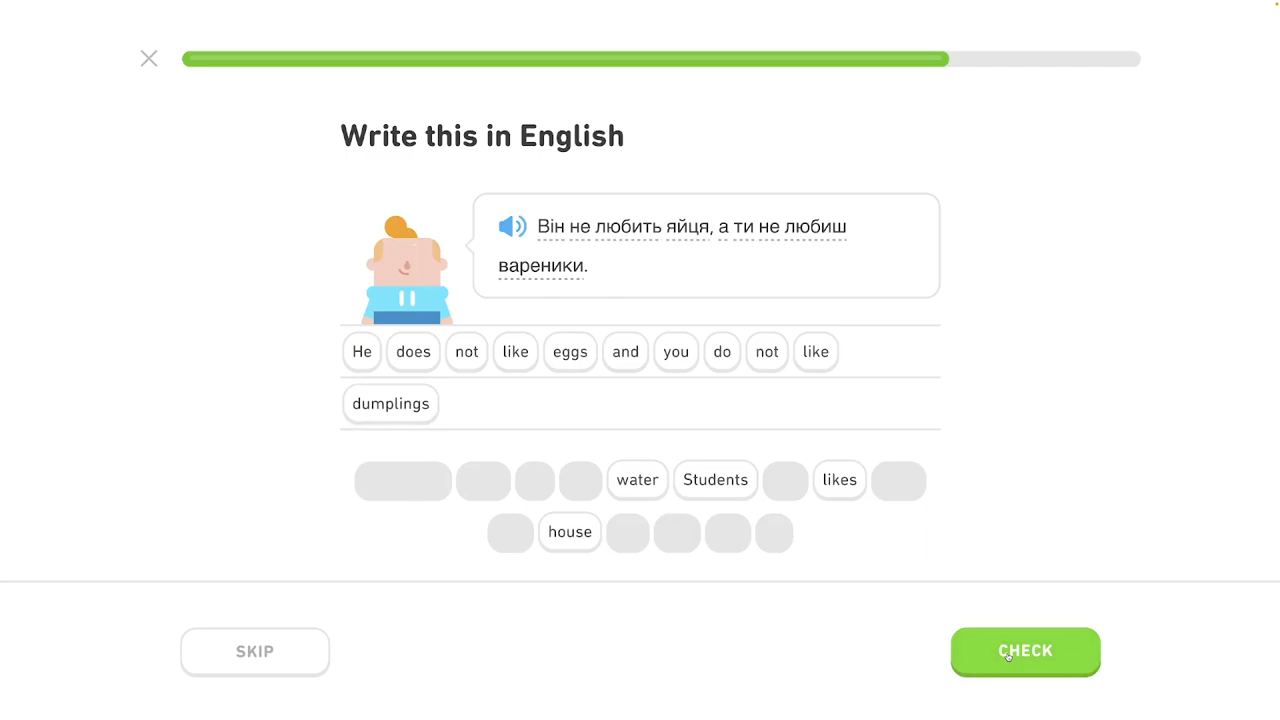 Write this in English
Він не любить яйця, а ти не любиш
вареники.
He does not like eggs and you do not like
dumplings
water Students likes
house
SKIP CHECK